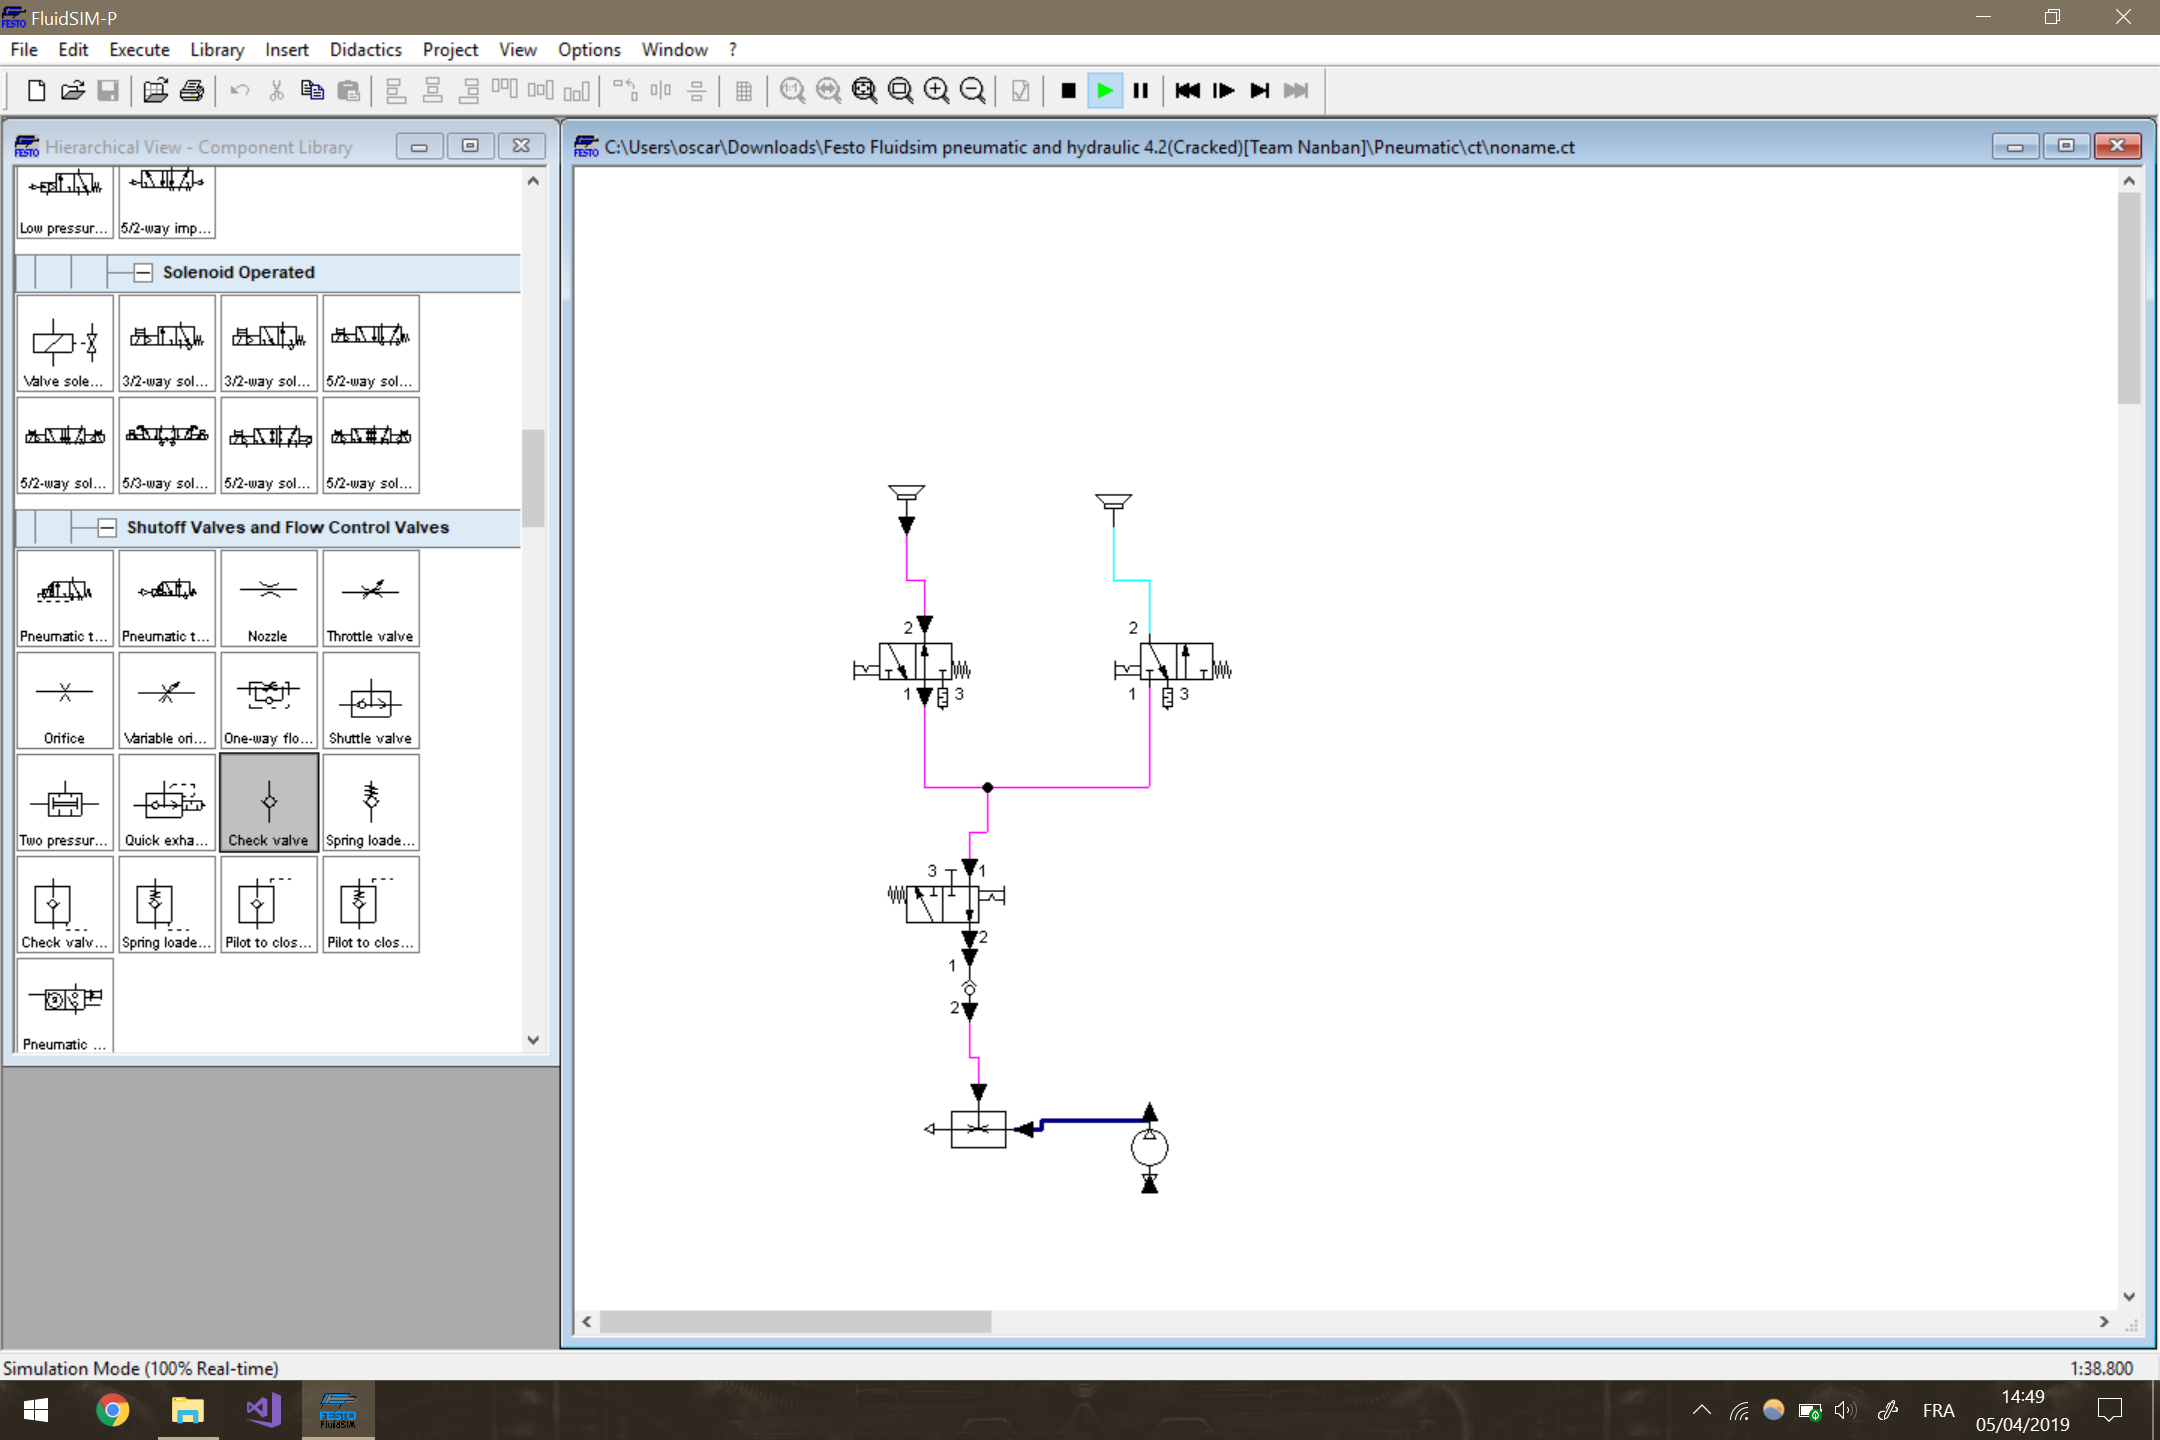 FluidSIM-P
File Edit Execute Library Insert Didactics Project View Options Window ?
Hierarchical View - Component Library
Low pressur... 5/2-way imp...
Solenoid Operated
Valve sole... 3/2-way sol... 3/2-way sol... 5/2-way sol...
5/2-way sol... 5/3-way sol... 5/2-way sol... 5/2-way sol...
Shutoff Valves and Flow Control Valves
Pneumatic t... Pneumatic t... Nozzle Throttle valve
Orifice Variable ori... One-way flo... Shuttle valve
Two pressur... Quick exha... Check valve Spring loade...
Check valv... Spring loade... Pilot to clos... Pilot to clos...
Pneumatic ...
C:\Users\oscar\Downloads\Festo Fluidsim pneumatic and hydraulic 4.2(Cracked)[Team Nanban]\Pneumatic\ct\noname.ct
2 2
1 3 1 3
3 1
2
1
2
Simulation Mode (100% Real-time) 1:38.800
FESTO
FluidSIM
FRA
14:49
05/04/2019